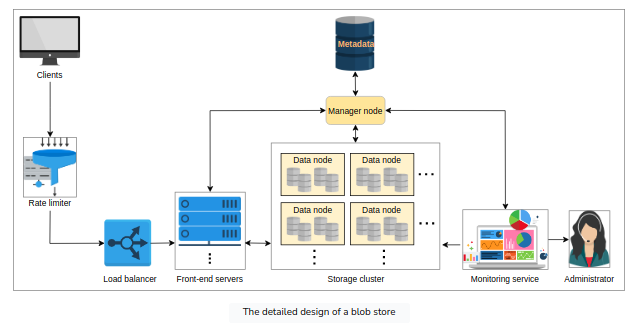 Metadata
Clients
Manager node
Data node
Data node
Data node
Data node
Rate limiter
Load balancer
Front-end servers
Storage cluster
Monitoring service
Administrator
The detailed design of a blob store